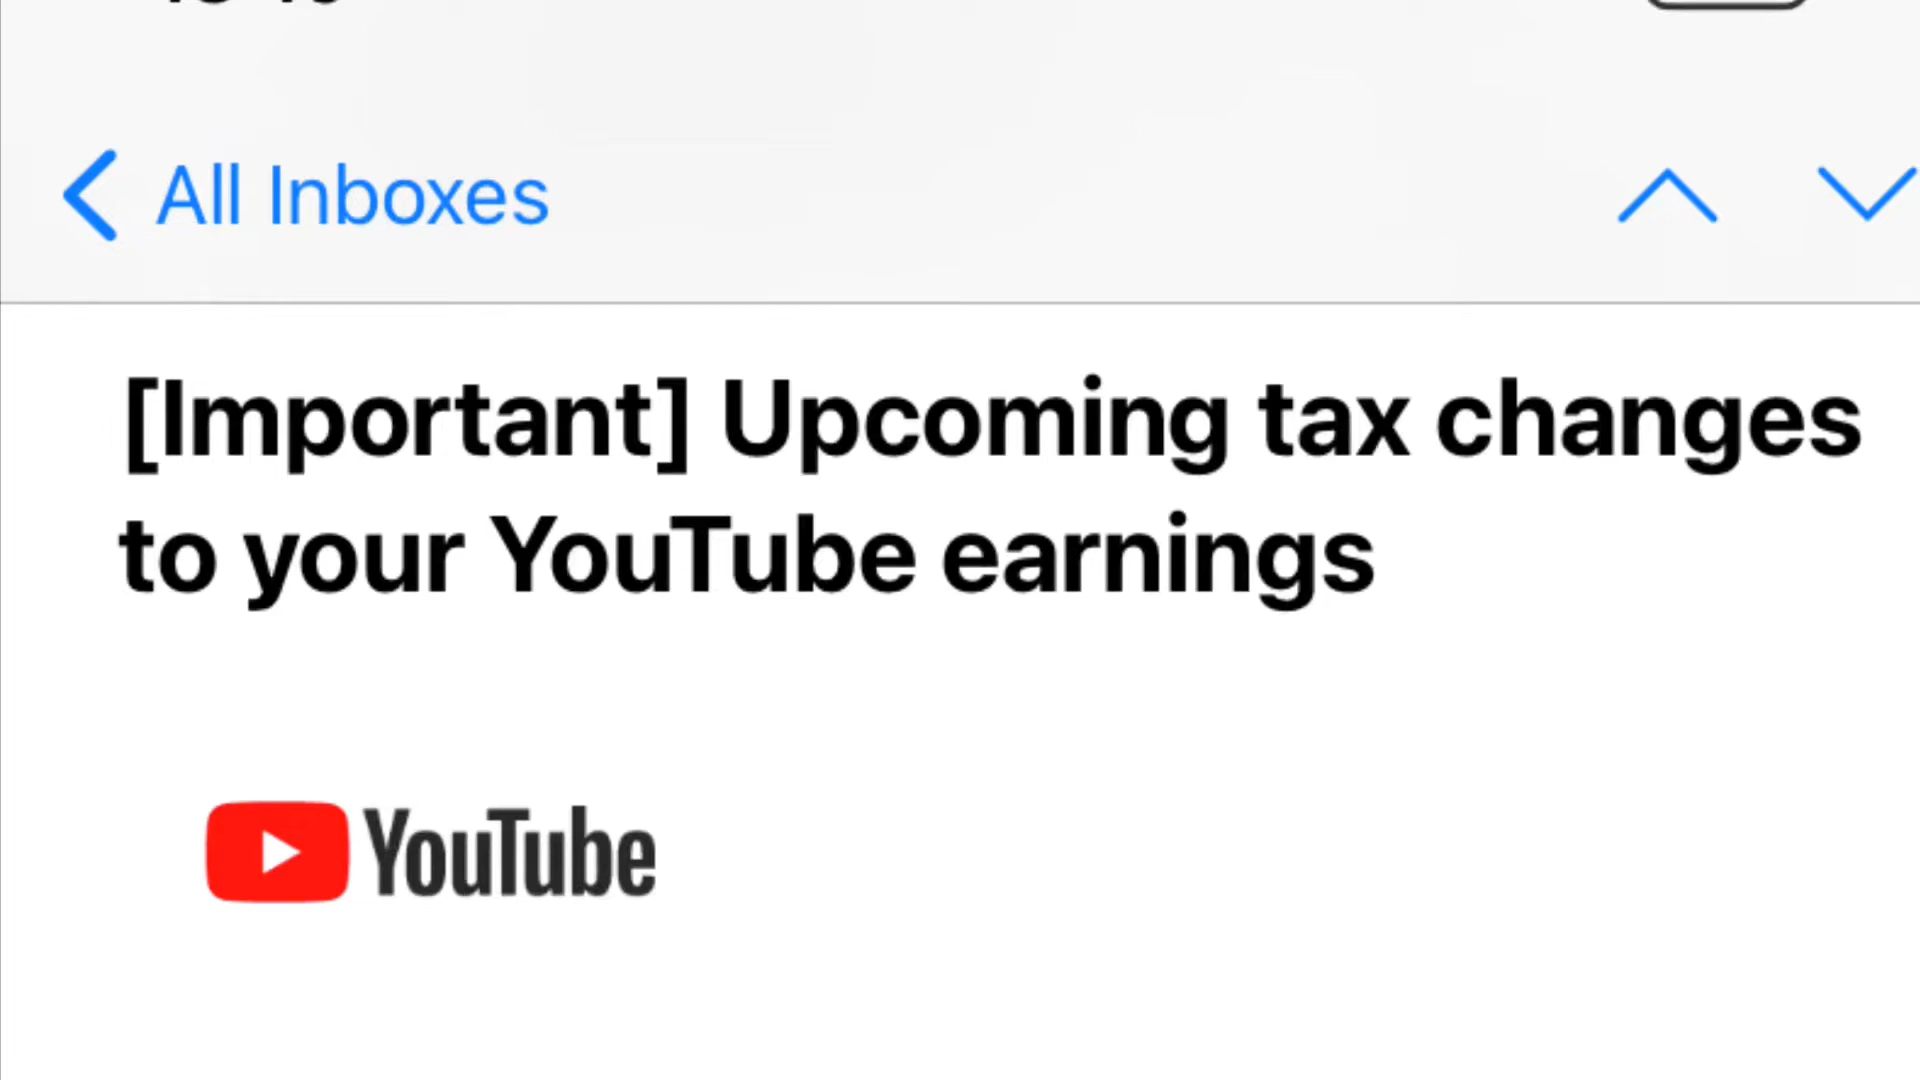 All Inboxes
[Important] Upcoming tax changes
to your YouTube earnings
YouTube